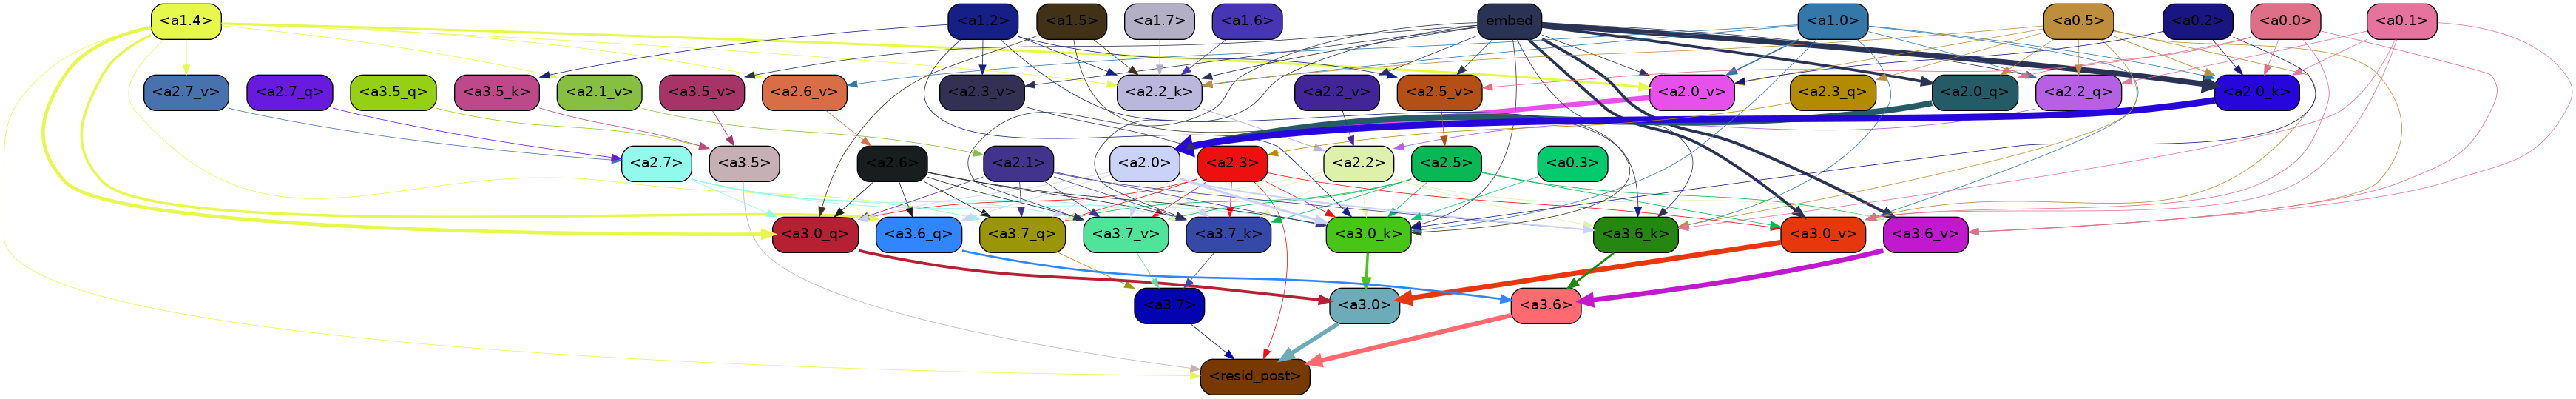 <a1.4> <a1.2> <a1.5> <a1.7> <a1.6> embed <a1.0> <a0.5> <a0.2> <a0.0> <a0.1>
<a2.7_v> <a2.7_q> <a3.5_q> <a3.5_k> <a2.1_v> <a3.5_v> <a2.6_v> <a2.3_v> <a2.2_k> <a2.2_v> <a2.5_v> <a2.0_v> <a2.3_q> <a2.0_q> <a2.2_q> <a2.0_k>
<a2.7> <a3.5> <a2.6> <a2.1> <a2.0> <a2.3> <a2.2> <a2.5> <a0.3>
<a3.0_q> <a3.6_q> <a3.7_q> <a3.7_v> <a3.7_k> <a3.0_k> <a3.6_k> <a3.0_v> <a3.6_v>
<a3.7> <a3.0> <a3.6>
<resid_post>